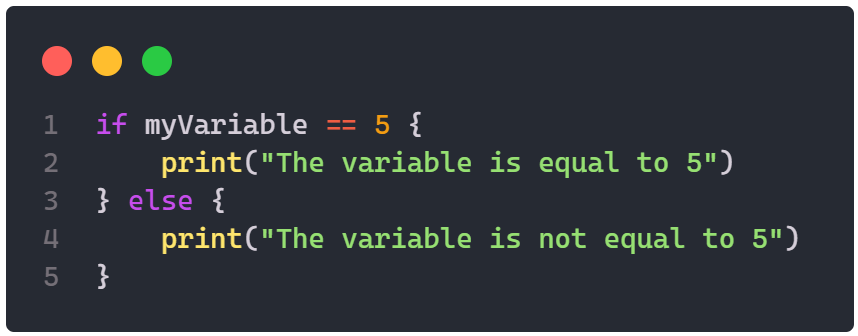 1 if myVariable == 5 {
2     print("The variable is equal to 5")
3 } else {
4     print("The variable is not equal to 5")
5 }